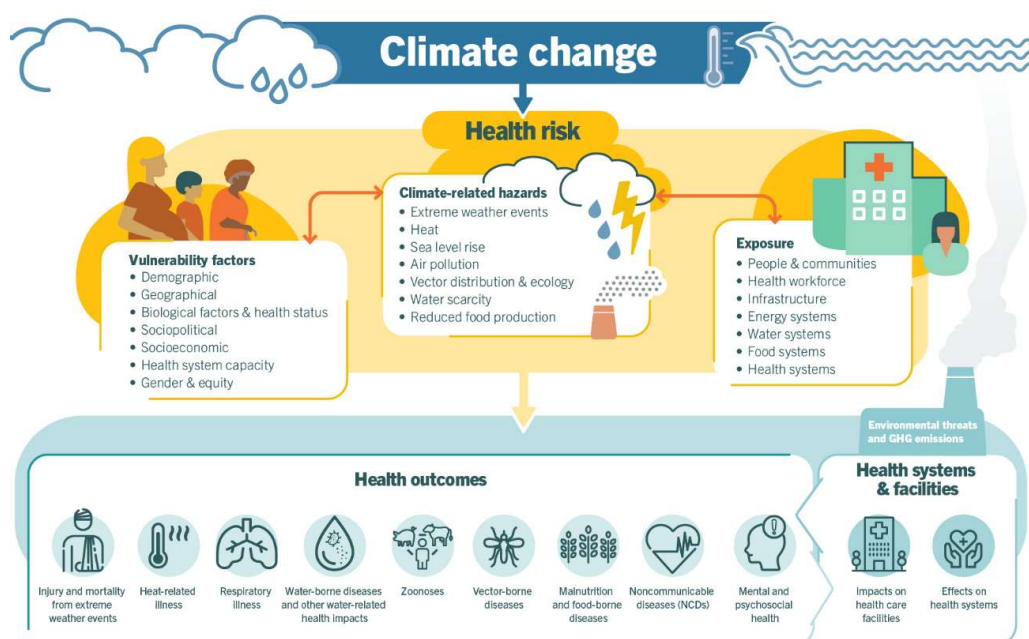 Climate change
Health risk
Vulnerability factors
• Demographic
• Geographical
• Biological factors & health status
• Sociopolitical
• Socioeconomic
• Health system capacity
• Gender & equity
Climate-related hazards
• Extreme weather events
• Heat
• Sea level rise
• Air pollution
• Vector distribution & ecology
• Water scarcity
• Reduced food production
Exposure
• People & communities
• Health workforce
• Infrastructure
• Energy systems
• Water systems
• Food systems
• Health systems
Environmental threats
and GHG emissions
Health outcomes
Injury and mortality
from extreme
weather events
Heat-related
illness
Respiratory
illness
Water-borne diseases
and other water-related
health impacts
Zoonoses
Vector-borne
diseases
Malnutrition
and food-borne
diseases
Noncommunicable
diseases (NCDs)
Mental and
psychosocial
health
Health systems
& facilities
Impacts on
health care
facilities
Effects on
health systems